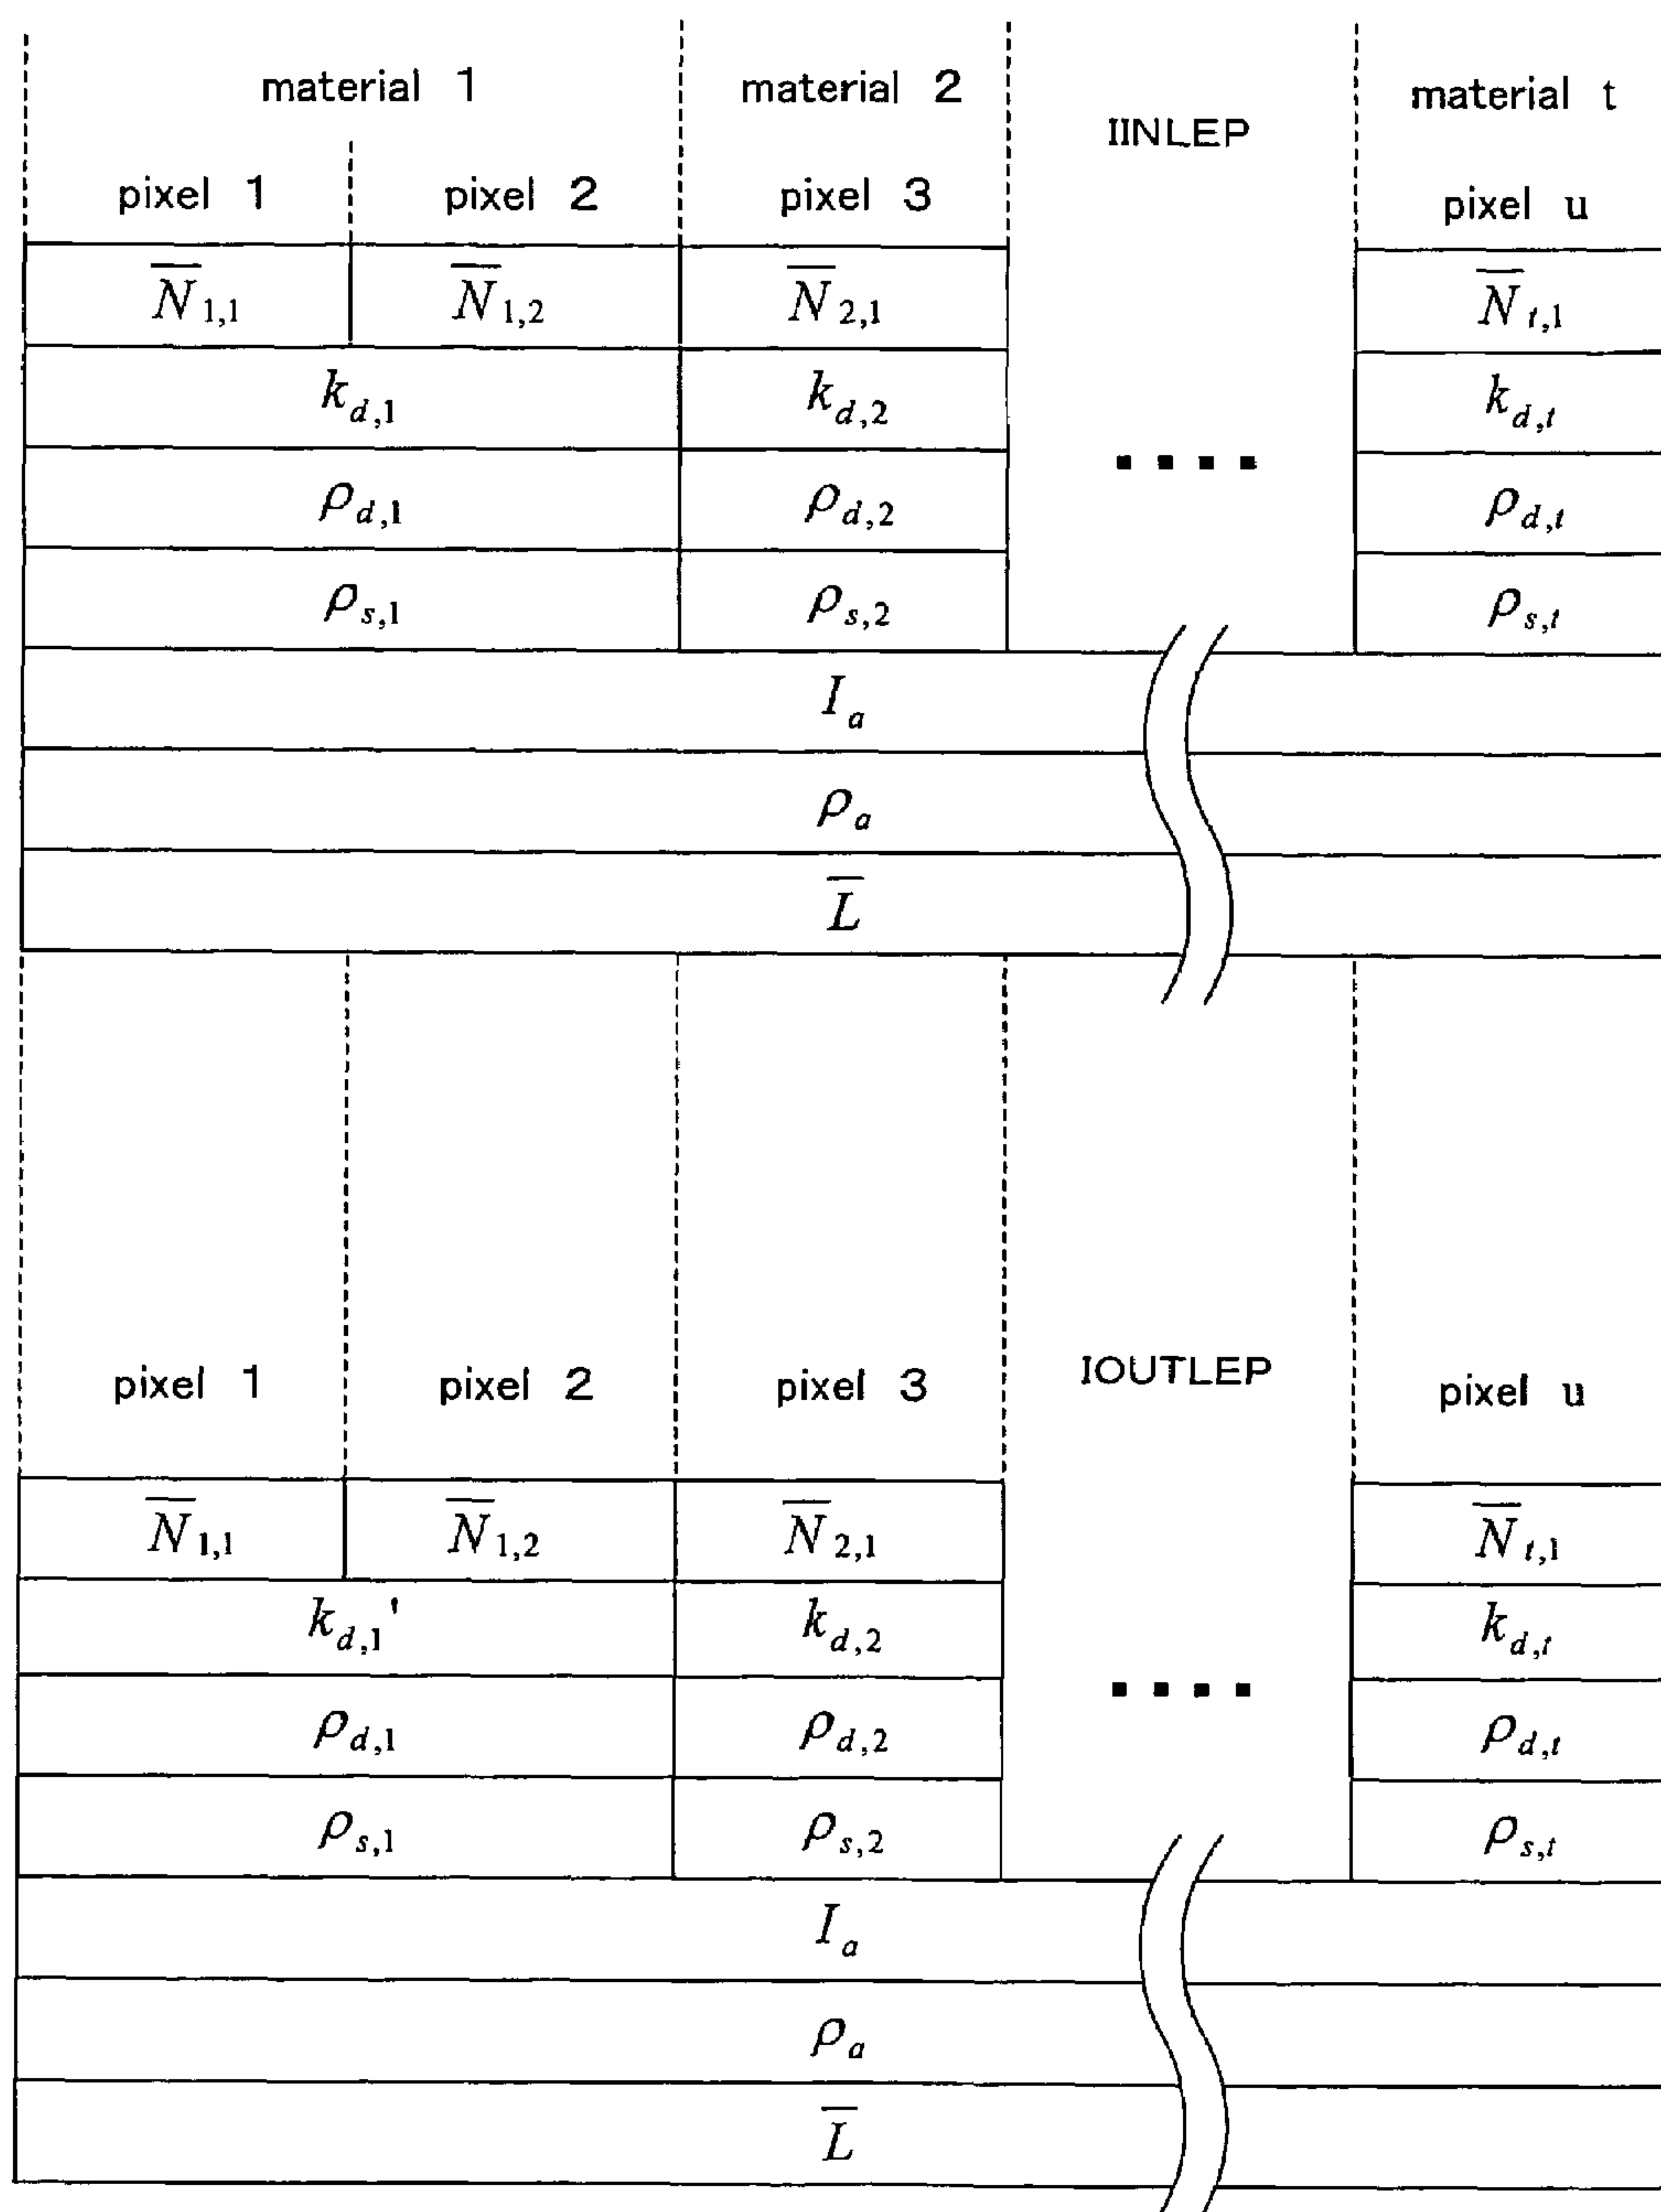 material 1 material 2 IINLEP material t
pixel 1 pixel 2 pixel 3 pixel u
N̅1,1 N̅1,2 N̅2,1 N̅t,1
kd,1 kd,2 kd,t
ρd,1 ρd,2 ρd,t
ρs,1 ρs,2 ρs,t
Ia
ρa
L̅
pixel 1 pixel 2 pixel 3 IOUTLEP pixel u
N̅1,1 N̅1,2 N̅2,1 N̅t,1
kd,1' kd,2 kd,t
ρd,1 ρd,2 ρd,t
ρs,1 ρs,2 ρs,t
Ia
ρa
L̅